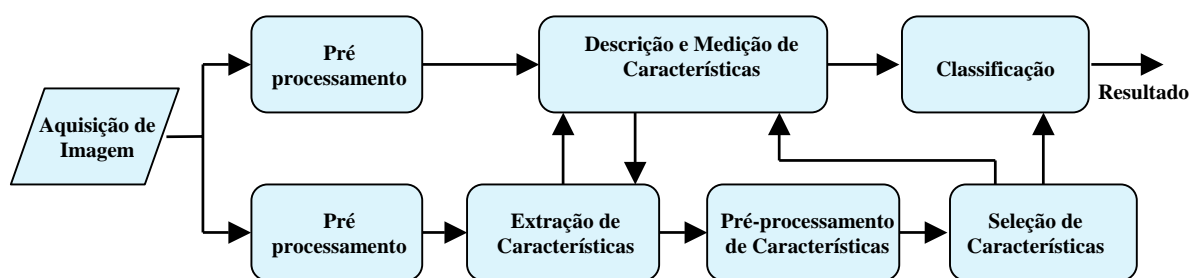 Aquisição de
Imagem
Pré
processamento
Descrição e Medição de
Características
Classificação
Resultado
Pré
processamento
Extração de
Características
Pré-processamento
de Características
Seleção de
Características